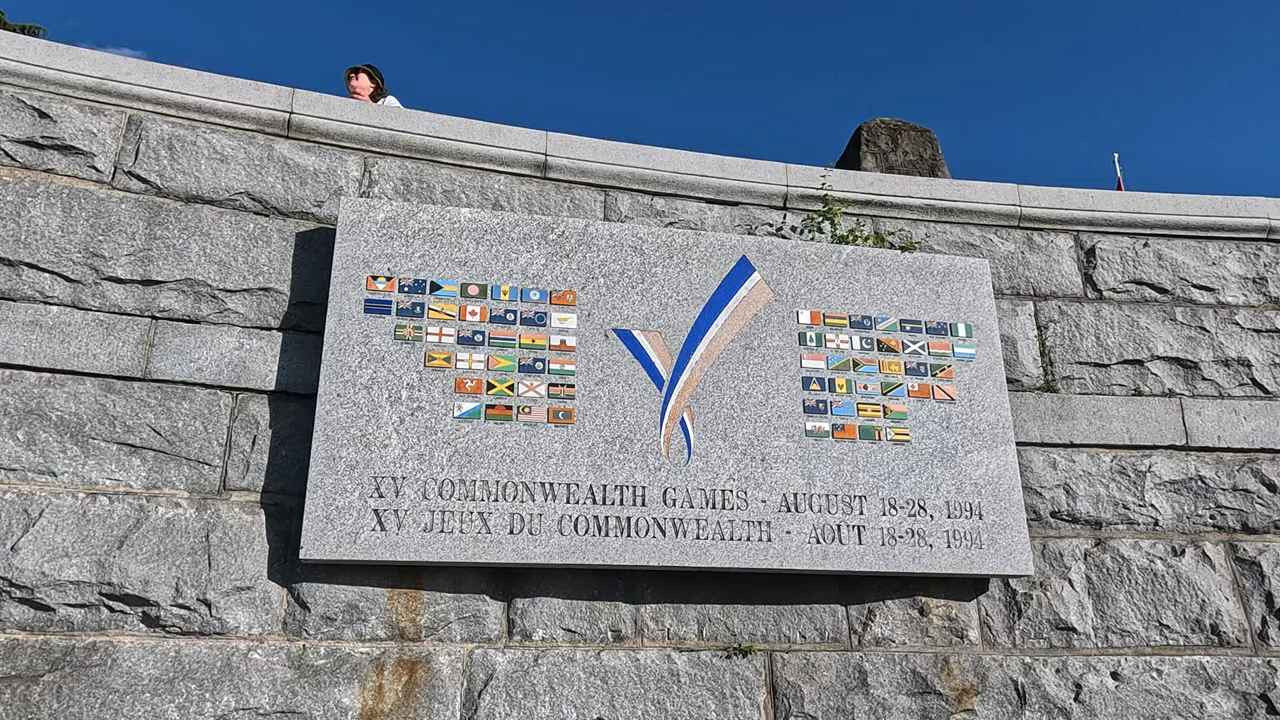 XV COMMONWEALTH GAMES - AUGUST 18-28, 1994
XV JEUX DU COMMONWEALTH - AOUT 18-28, 1994